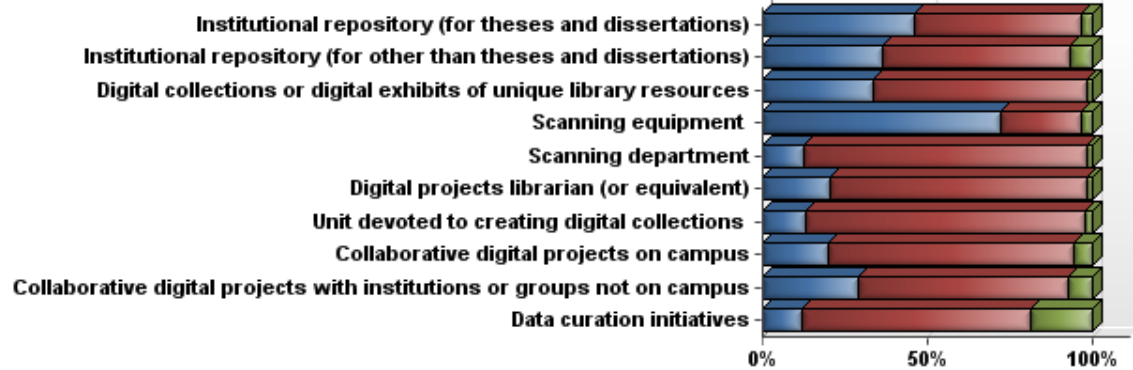 Institutional repository (for theses and dissertations)
Institutional repository (for other than theses and dissertations)
Digital collections or digital exhibits of unique library resources
Scanning equipment
Scanning department
Digital projects librarian (or equivalent)
Unit devoted to creating digital collections
Collaborative digital projects on campus
Collaborative digital projects with institutions or groups not on campus
Data curation initiatives
0% 50% 100%